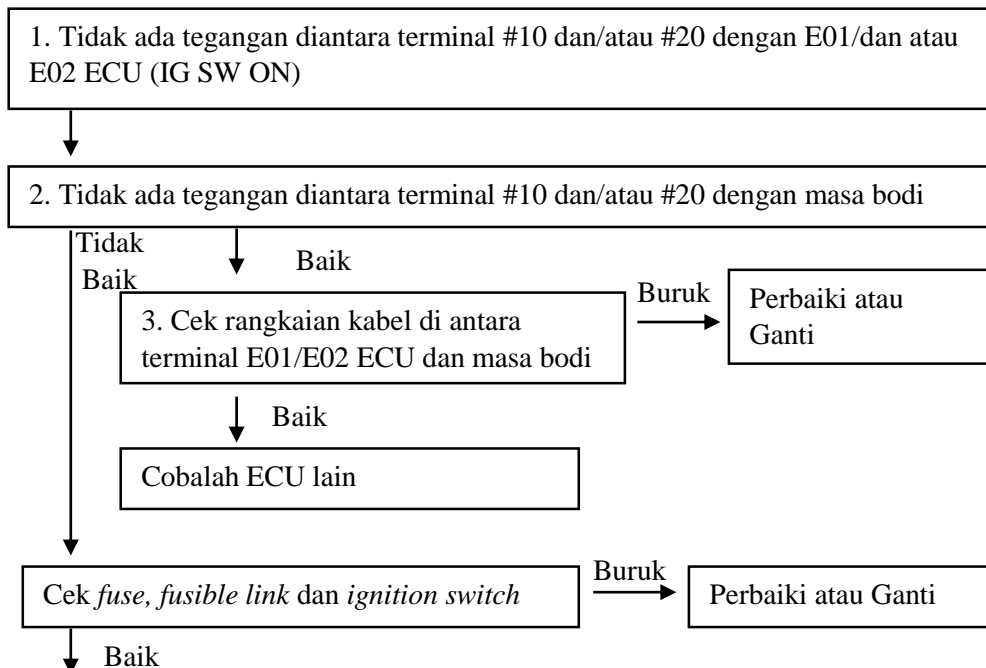 1. Tidak ada tegangan diantara terminal #10 dan/atau #20 dengan E01/dan atau
E02 ECU (IG SW ON)
2. Tidak ada tegangan diantara terminal #10 dan/atau #20 dengan masa bodi
Tidak
Baik
Baik
3. Cek rangkaian kabel di antara
terminal E01/E02 ECU dan masa bodi
Buruk
Perbaiki atau
Ganti
Baik
Cobalah ECU lain
Cek fuse, fusible link dan ignition switch
Buruk
Perbaiki atau Ganti
Baik